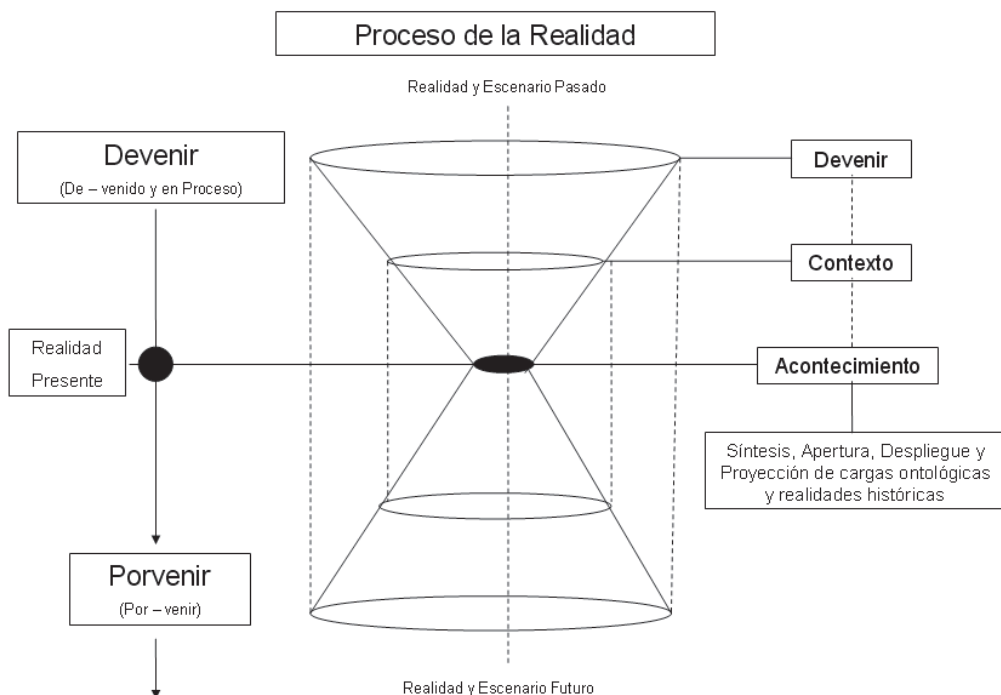 Proceso de la Realidad
Realidad y Escenario Pasado
Devenir
(De – venido y en Proceso)
Devenir
Contexto
Realidad
Presente
Acontecimiento
Síntesis, Apertura, Despliegue y
Proyección de cargas ontológicas
y realidades históricas
Porvenir
(Por – venir)
Realidad y Escenario Futuro